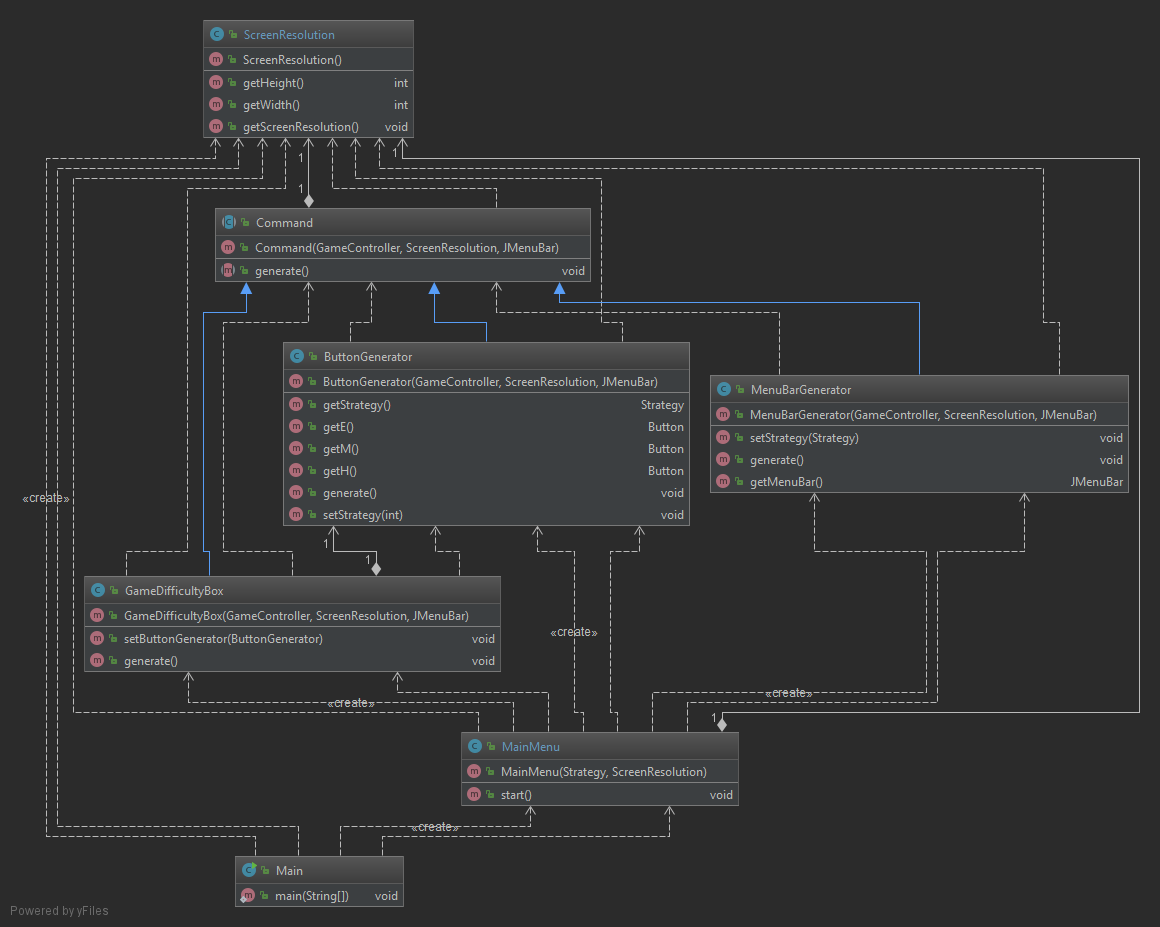 ScreenResolution
ScreenResolution()
getHeight() int
getWidth() int
getScreenResolution() void
1
1
1
Command
Command(GameController, ScreenResolution, JMenuBar)
generate() void
ButtonGenerator
ButtonGenerator(GameController, ScreenResolution, JMenuBar)
getStrategy() Strategy
getE() Button
getM() Button
getH() Button
generate() void
setStrategy(int) void
MenuBarGenerator
MenuBarGenerator(GameController, ScreenResolution, JMenuBar)
setStrategy(Strategy) void
generate() void
getMenuBar() JMenuBar
«create»
1
1
GameDifficultyBox
GameDifficultyBox(GameController, ScreenResolution, JMenuBar)
setButtonGenerator(ButtonGenerator) void
generate() void
«create»
«create»
«create»
1
MainMenu
MainMenu(Strategy, ScreenResolution)
start() void
«create»
Main
main(String[]) void
Powered by yFiles